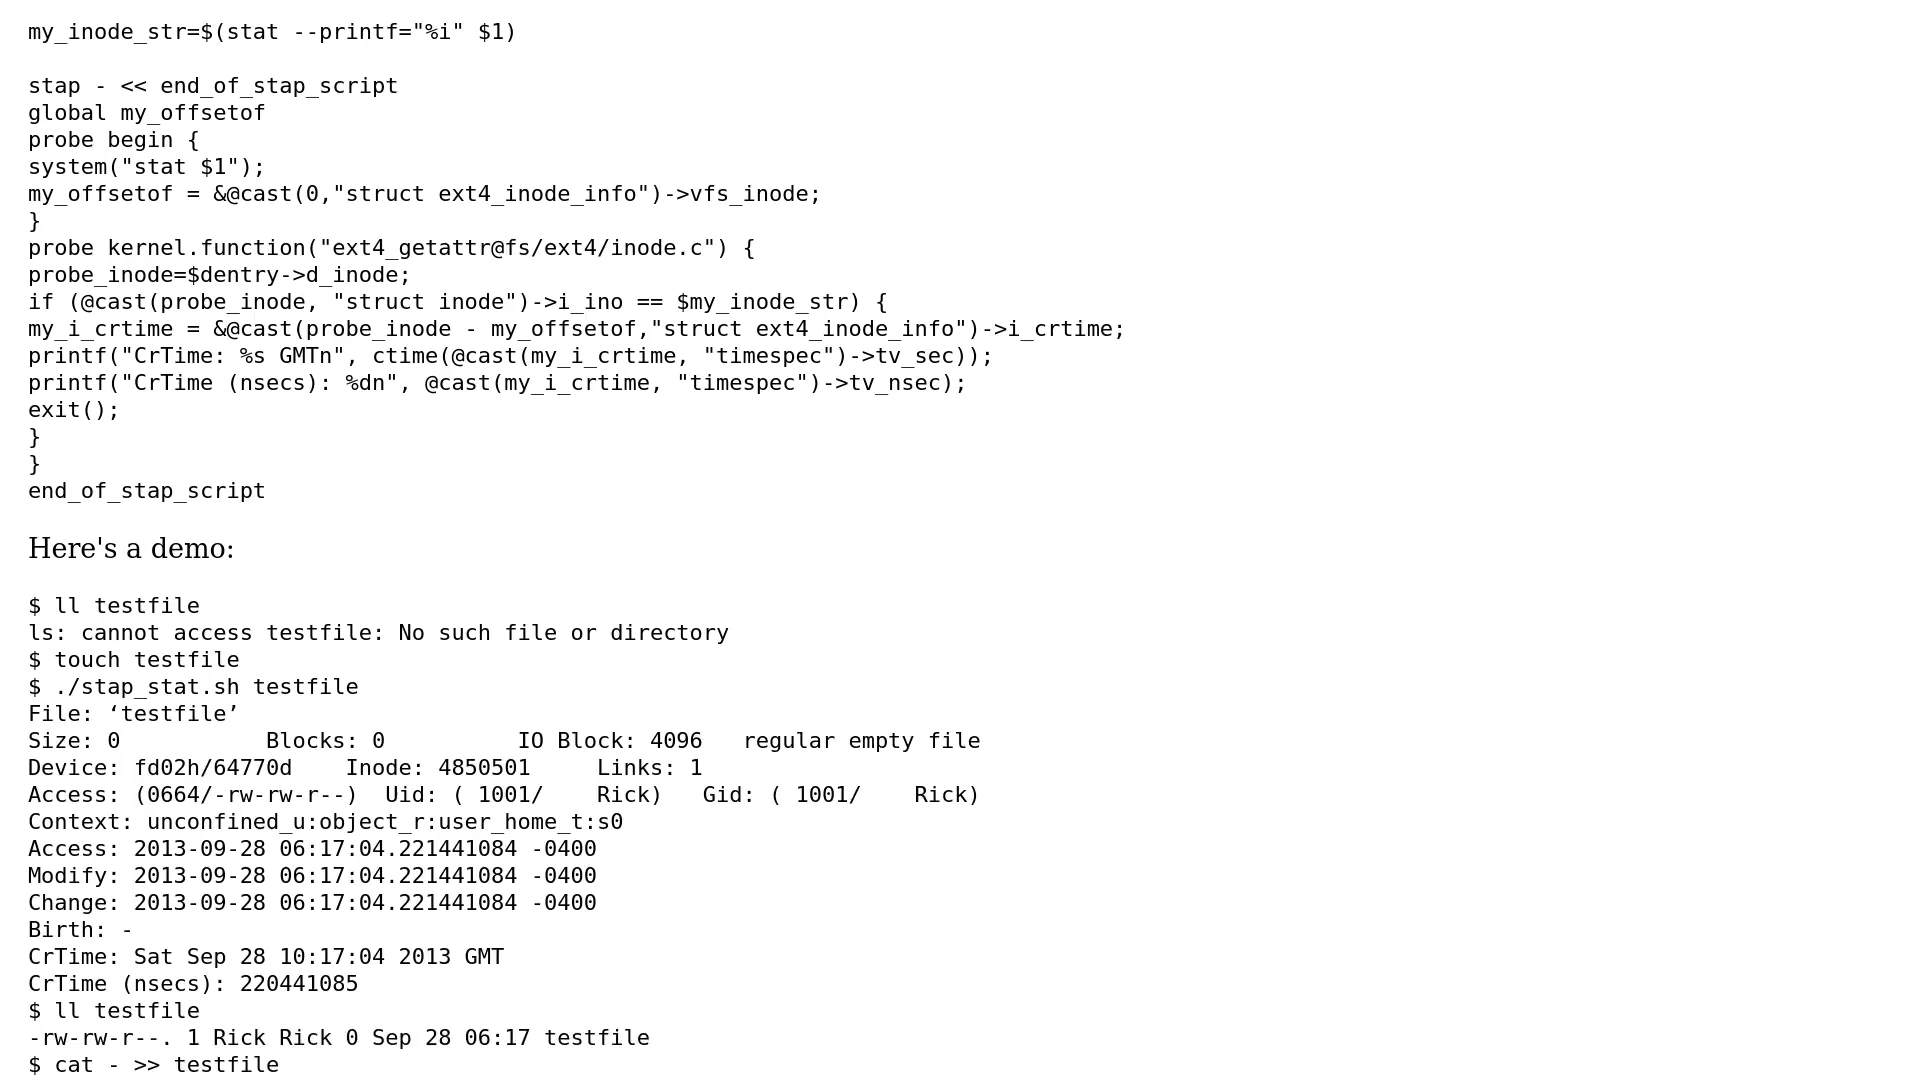 my_inode_str=$(stat --printf="%i" $1)
stap - << end_of_stap_script
global my_offsetof
probe begin {
system("stat $1");
my_offsetof = &@cast(0,"struct ext4_inode_info")->vfs_inode;
}
probe kernel.function("ext4_getattr@fs/ext4/inode.c") {
probe_inode=$dentry->d_inode;
if (@cast(probe_inode, "struct inode")->i_ino == $my_inode_str) {
my_i_crtime = &@cast(probe_inode - my_offsetof,"struct ext4_inode_info")->i_crtime;
printf("CrTime: %s GMTn", ctime(@cast(my_i_crtime, "timespec")->tv_sec));
printf("CrTime (nsecs): %dn", @cast(my_i_crtime, "timespec")->tv_nsec);
exit();
}
}
end_of_stap_script
Here's a demo:
$ ll testfile
ls: cannot access testfile: No such file or directory
$ touch testfile
$ ./stap_stat.sh testfile
File: ‘testfile’
Size: 0           Blocks: 0          IO Block: 4096   regular empty file
Device: fd02h/64770d    Inode: 4850501     Links: 1
Access: (0664/-rw-rw-r--)  Uid: ( 1001/    Rick)   Gid: ( 1001/    Rick)
Context: unconfined_u:object_r:user_home_t:s0
Access: 2013-09-28 06:17:04.221441084 -0400
Modify: 2013-09-28 06:17:04.221441084 -0400
Change: 2013-09-28 06:17:04.221441084 -0400
Birth: -
CrTime: Sat Sep 28 10:17:04 2013 GMT
CrTime (nsecs): 220441085
$ ll testfile
-rw-rw-r--. 1 Rick Rick 0 Sep 28 06:17 testfile
$ cat - >> testfile